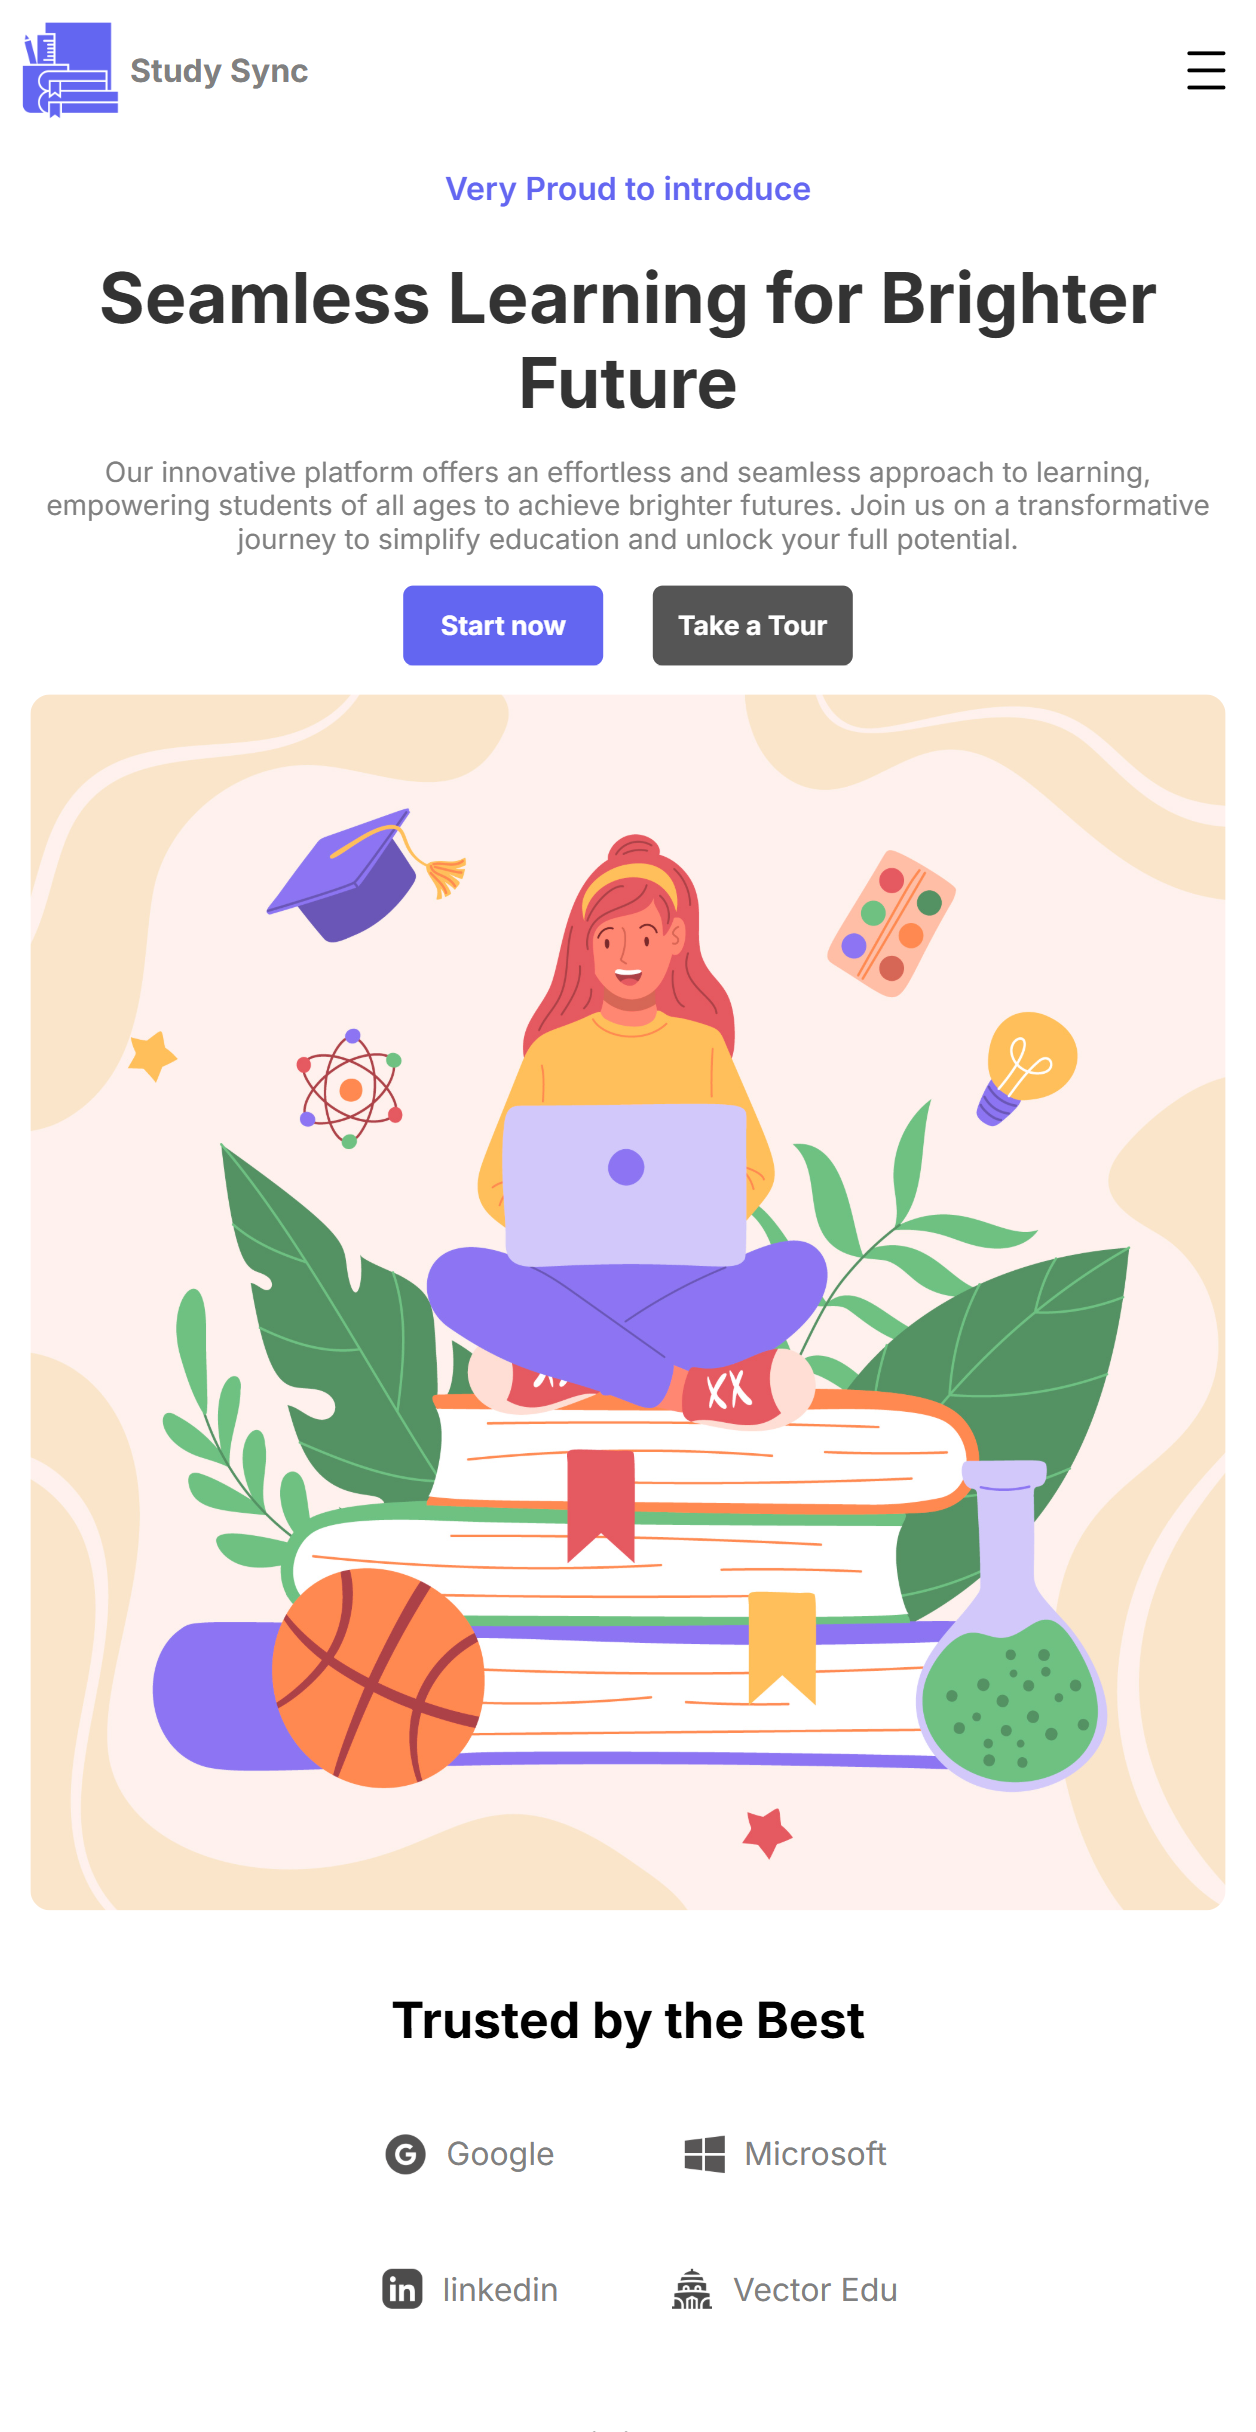 Study Sync
Very Proud to introduce
Seamless Learning for Brighter
Future
Our innovative platform offers an effortless and seamless approach to learning,
empowering students of all ages to achieve brighter futures. Join us on a transformative
journey to simplify education and unlock your full potential.
Start now
Take a Tour
XX
Trusted by the Best
Google
Microsoft
linkedin
Vector Edu